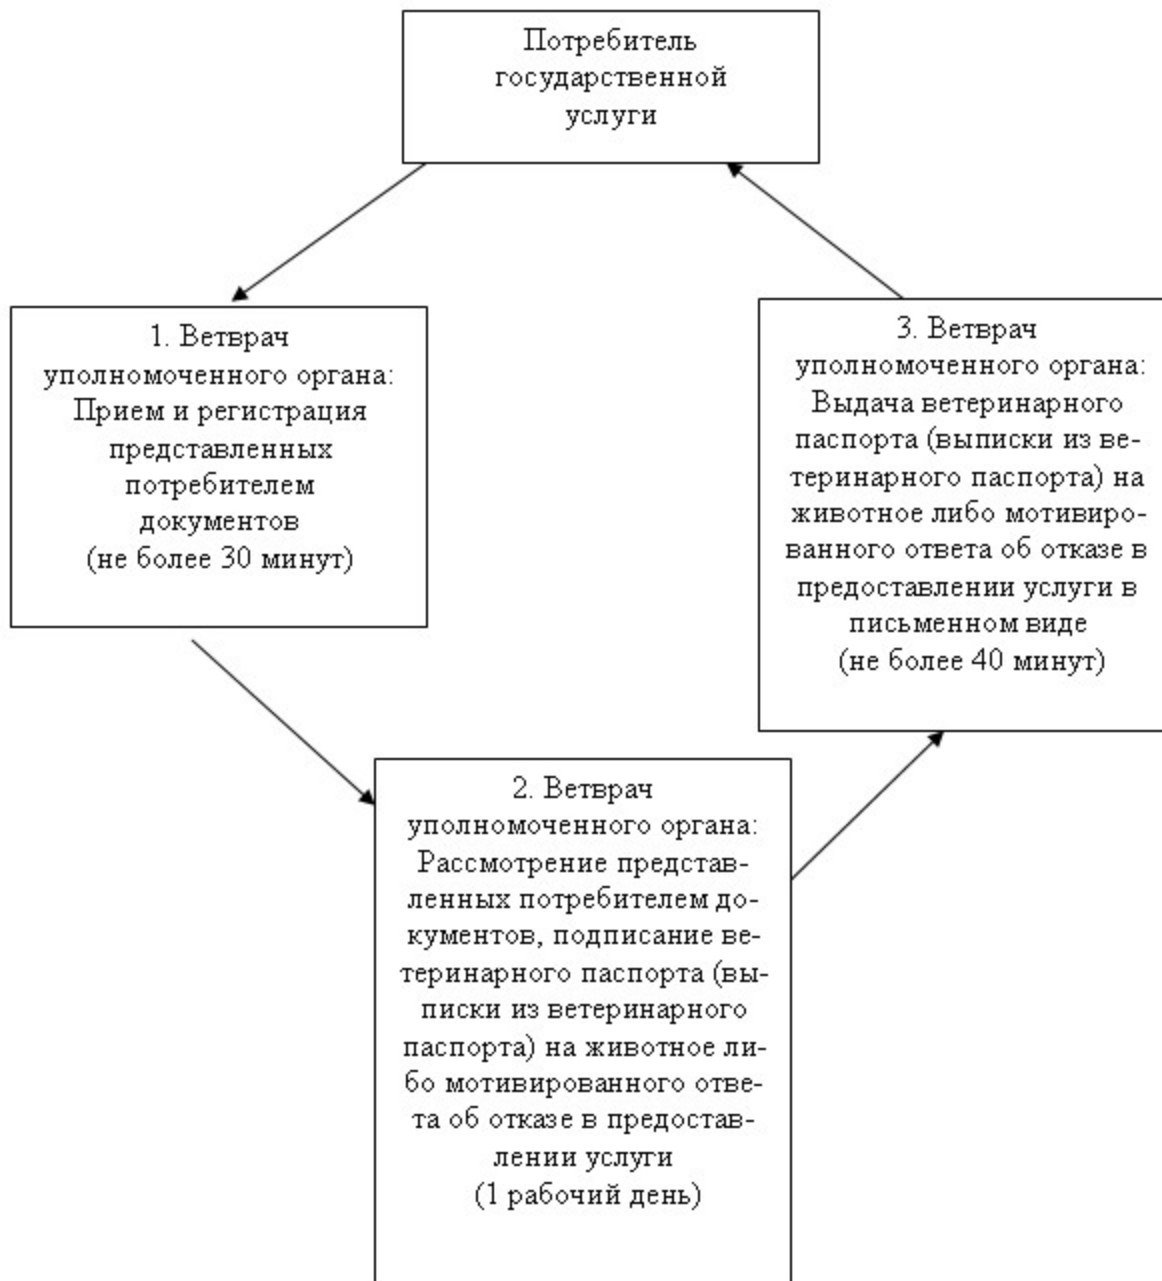 Потребитель
государственной
услуги
1. Ветврач
уполномоченного органа:
Прием и регистрация
представленных
потребителем
документов
(не более 30 минут)
2. Ветврач
уполномоченного органа:
Рассмотрение представ-
ленных потребителем до-
кументов, подписание ве-
теринарного паспорта (вы-
писки из ветеринарного
паспорта) на животное ли-
бо мотивированного отве-
та об отказе в предостав-
лении услуги
(1 рабочий день)
3. Ветврач
уполномоченного органа:
Выдача ветеринарного
паспорта (выписки из ве-
теринарного паспорта) на
животное либо мотивиро-
ванного ответа об отказе в
предоставлении услуги в
письменном виде
(не более 40 минут)